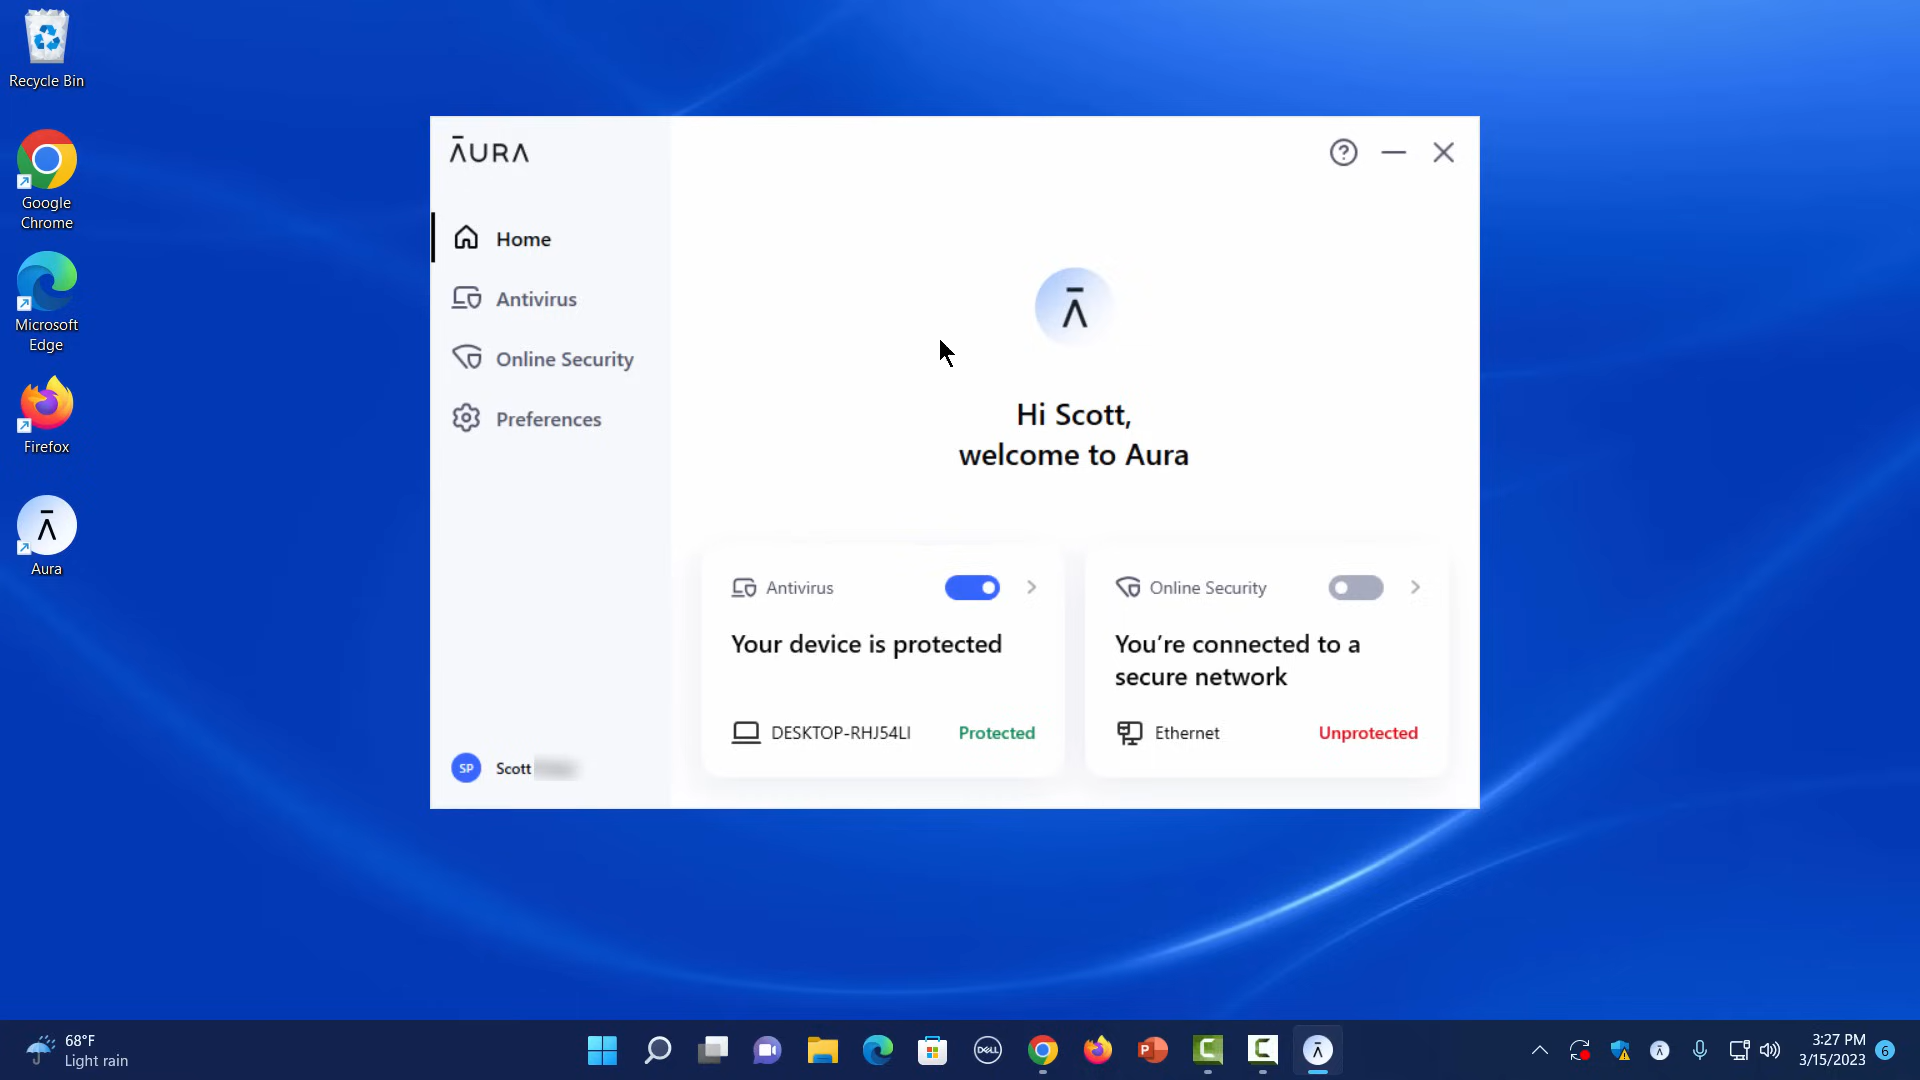 Recycle Bin
Google
Chrome
Microsoft
Edge
Firefox
Aura
ĀURA
Home
Antivirus
Online Security
Preferences
SP
Scott
Hi Scott,
welcome to Aura
Antivirus
Your device is protected
DESKTOP-RHJ54LI
Protected
Online Security
You’re connected to a
secure network
Ethernet
Unprotected
68°F
Light rain
DELL
3:27 PM
3/15/2023
6